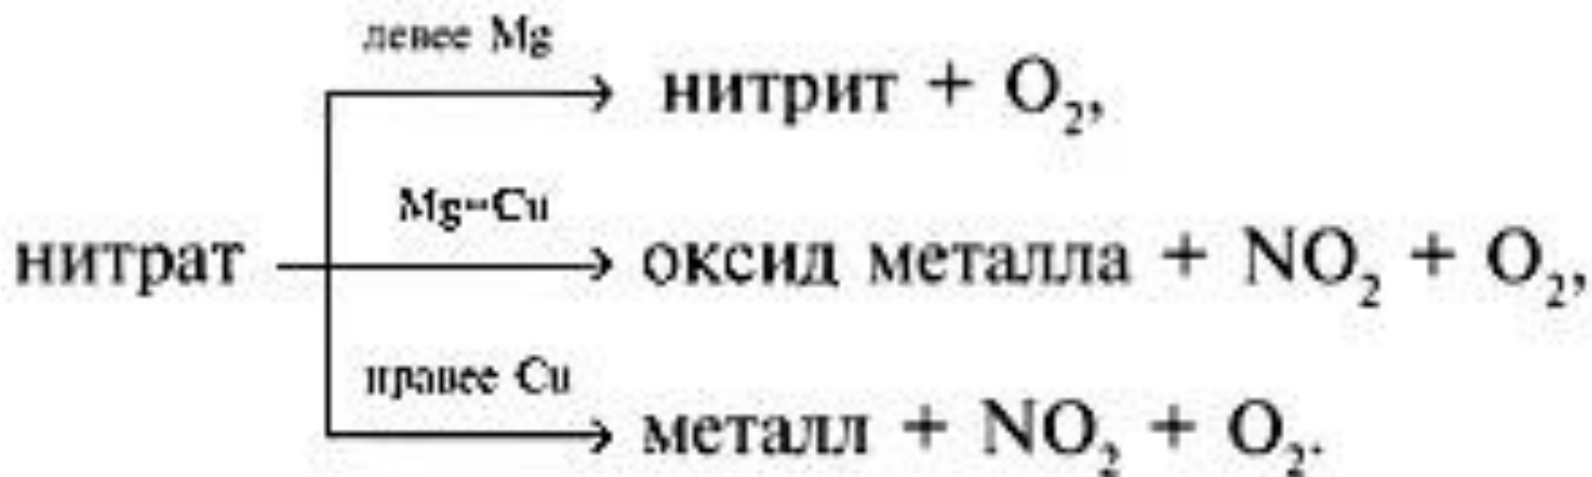 левее Mg
нитрит + O₂,
Mg–Cu
нитрат оксид металла + NO₂ + O₂,
правее Cu
металл + NO₂ + O₂.